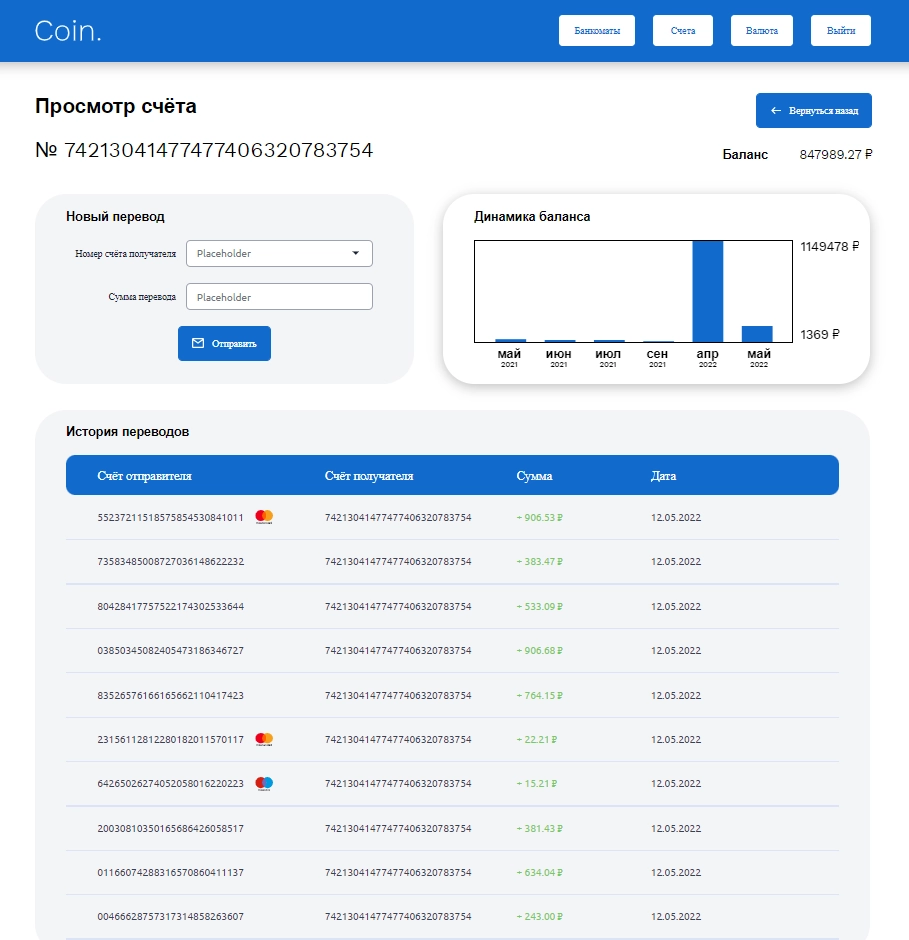 Coin.
Банкоматы
Счета
Валюта
Выйти
Просмотр счёта
Вернуться назад
№ 74213041477477406320783754
Баланс 847989.27 ₽
Новый перевод
Номер счёта получателя Placeholder
Сумма перевода Placeholder
Отправить
Динамика баланса
1149478 ₽
1369 ₽
май июн июл сен апр май
2021 2021 2021 2021 2022 2022
История переводов
Счёт отправителя Счёт получателя Сумма Дата
55237211518575854530841011 74213041477477406320783754 + 906.53 ₽ 12.05.2022
73583485008727036148622232 74213041477477406320783754 + 383.47 ₽ 12.05.2022
80428417757522174302533644 74213041477477406320783754 + 533.09 ₽ 12.05.2022
03850345082405473186346727 74213041477477406320783754 + 906.68 ₽ 12.05.2022
83526576166165662110417423 74213041477477406320783754 + 764.15 ₽ 12.05.2022
23156112812280182011570117 74213041477477406320783754 + 22.21 ₽ 12.05.2022
64265026274052058016220223 74213041477477406320783754 + 15.21 ₽ 12.05.2022
20030810350165686426058517 74213041477477406320783754 + 381.43 ₽ 12.05.2022
01166074288316570860411137 74213041477477406320783754 + 634.04 ₽ 12.05.2022
00466628757317314858263607 74213041477477406320783754 + 243.00 ₽ 12.05.2022